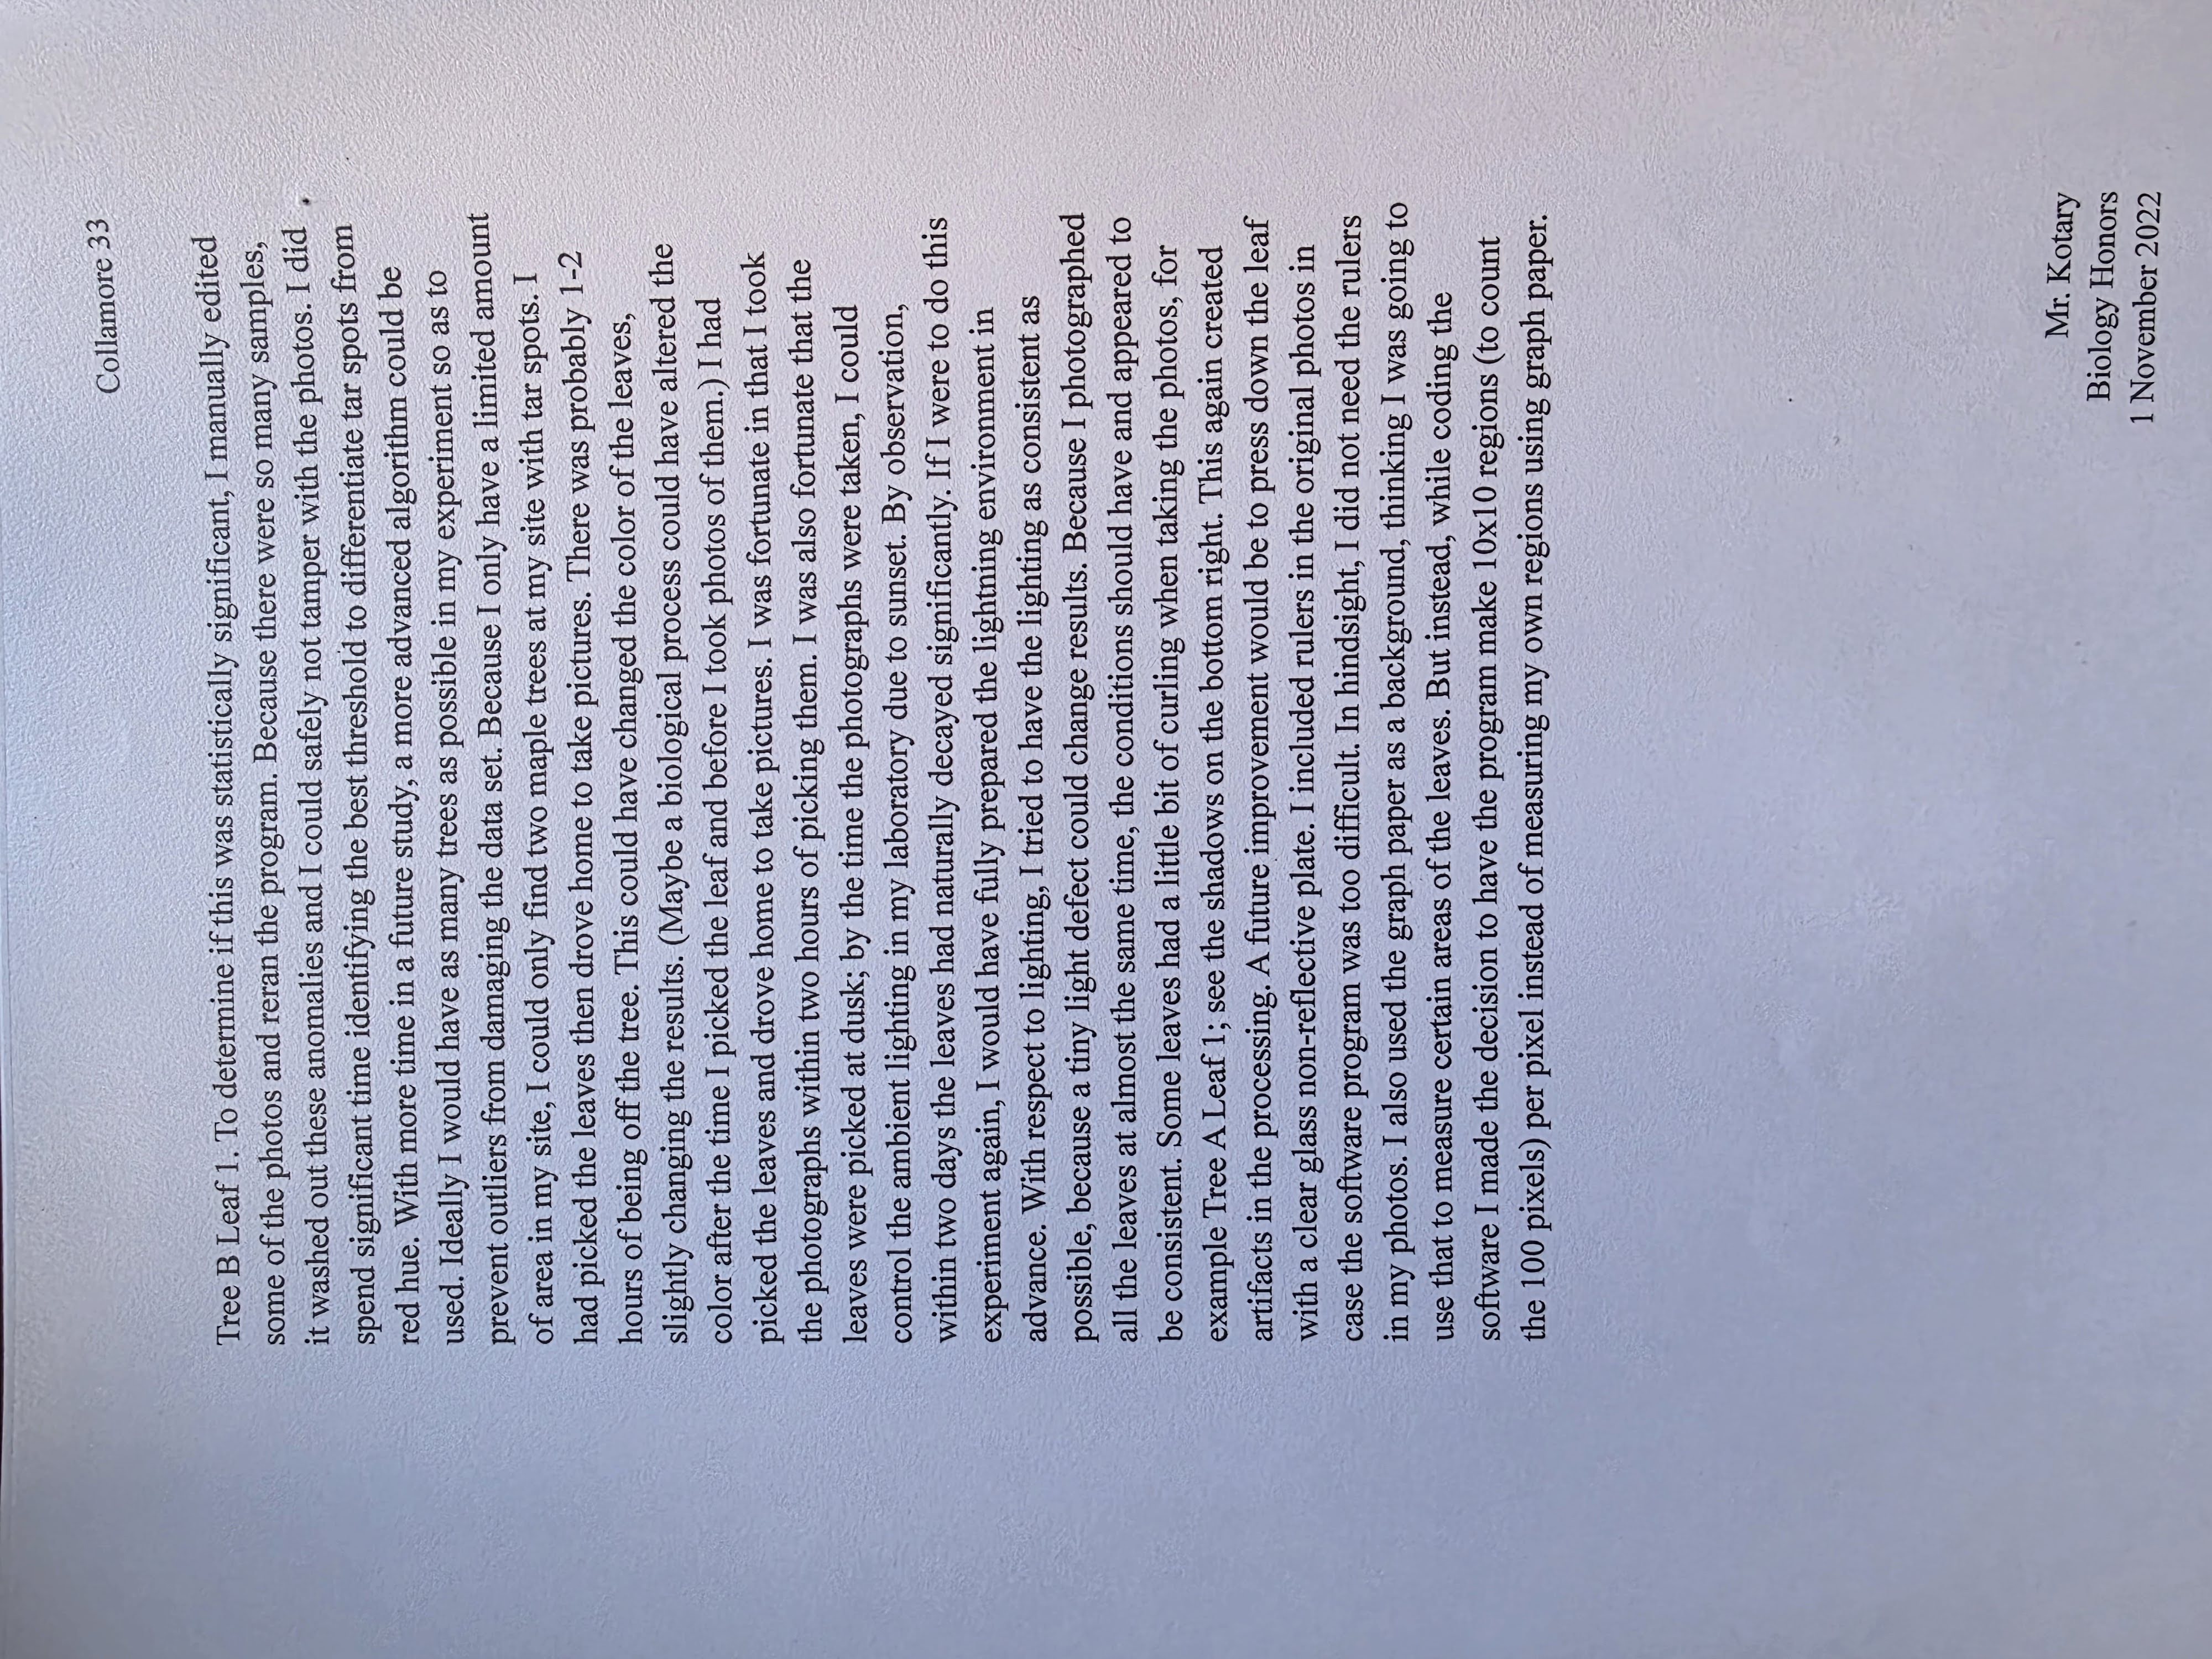 Collamore 33
Tree B Leaf 1. To determine if this was statistically significant, I manually edited
some of the photos and reran the program. Because there were so many samples,
it washed out these anomalies and I could safely not tamper with the photos. I did
spend significant time identifying the best threshold to differentiate tar spots from
red hue. With more time in a future study, a more advanced algorithm could be
used. Ideally I would have as many trees as possible in my experiment so as to
prevent outliers from damaging the data set. Because I only have a limited amount
of area in my site, I could only find two maple trees at my site with tar spots. I
had picked the leaves then drove home to take pictures. There was probably 1-2
hours of being off the tree. This could have changed the color of the leaves,
slightly changing the results. (Maybe a biological process could have altered the
color after the time I picked the leaf and before I took photos of them.) I had
picked the leaves and drove home to take pictures. I was fortunate in that I took
the photographs within two hours of picking them. I was also fortunate that the
leaves were picked at dusk; by the time the photographs were taken, I could
control the ambient lighting in my laboratory due to sunset. By observation,
within two days the leaves had naturally decayed significantly. If I were to do this
experiment again, I would have fully prepared the lightning environment in
advance. With respect to lighting, I tried to have the lighting as consistent as
possible, because a tiny light defect could change results. Because I photographed
all the leaves at almost the same time, the conditions should have and appeared to
be consistent. Some leaves had a little bit of curling when taking the photos, for
example Tree A Leaf 1; see the shadows on the bottom right. This again created
artifacts in the processing. A future improvement would be to press down the leaf
with a clear glass non-reflective plate. I included rulers in the original photos in
case the software program was too difficult. In hindsight, I did not need the rulers
in my photos. I also used the graph paper as a background, thinking I was going to
use that to measure certain areas of the leaves. But instead, while coding the
software I made the decision to have the program make 10x10 regions (to count
the 100 pixels) per pixel instead of measuring my own regions using graph paper.
Mr. Kotary
Biology Honors
1 November 2022